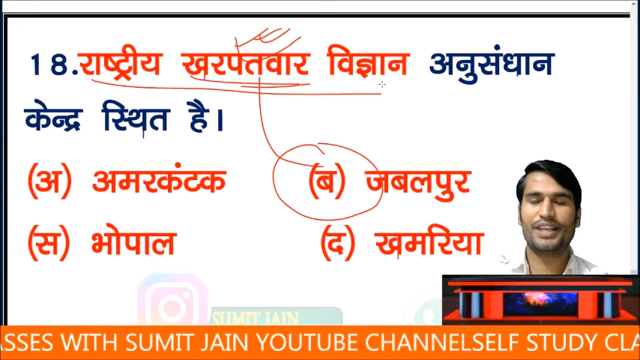 18. राष्ट्रीय खरपतवार विज्ञान अनुसंधान
केन्द्र स्थित है।
(अ) अमरकंटक (ब) जबलपुर
(स) भोपाल (द) खमरिया
SUMIT JAIN
ASSES WITH SUMIT JAIN YOUTUBE CHANNELSELF STUDY CLA